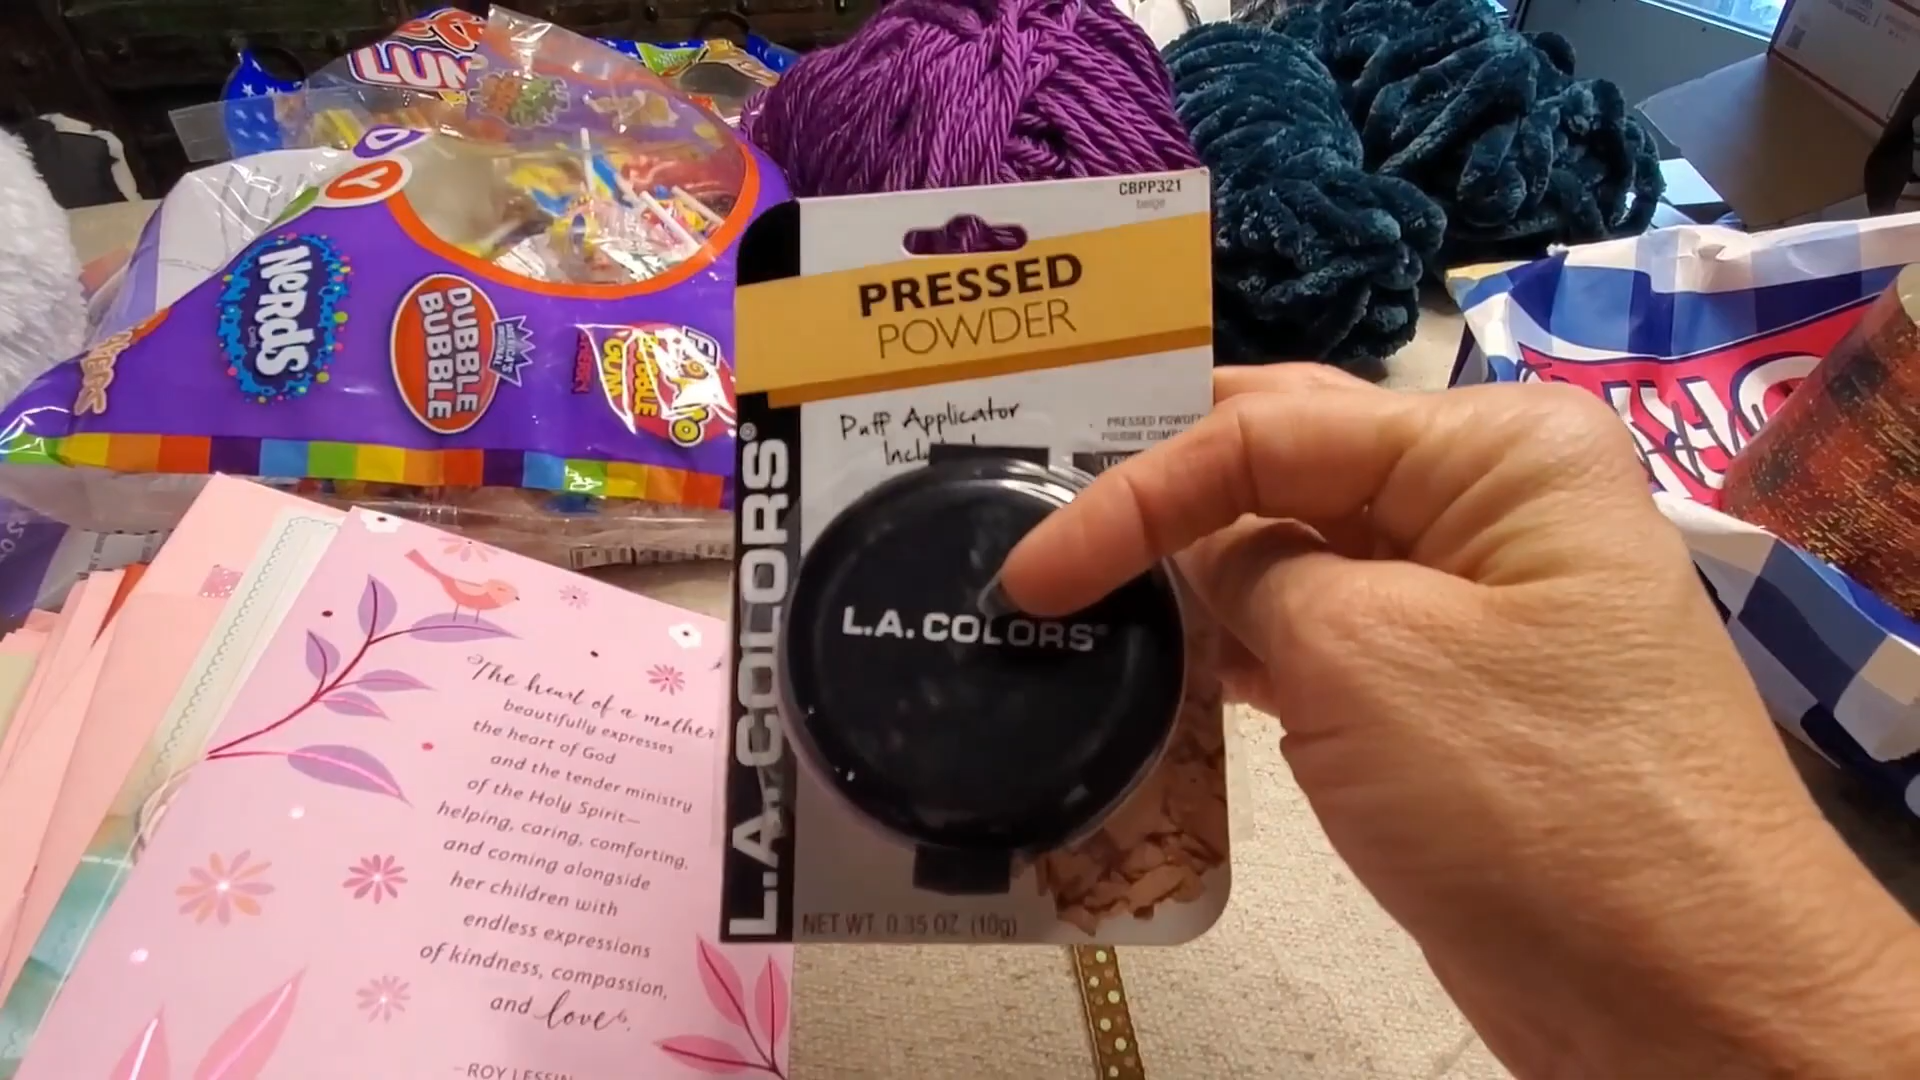 NERDS
DUBBLE
BUBBLE
AMERICA'S
ORIGINAL
CBPP321
beige
PRESSED
POWDER
Puff Applicator
PRESSED POWDER
L.A. COLORS®
L.A. COLORS®
NET WT. 0.35 OZ. (10g)
The heart of a mother
beautifully expresses
the heart of God
and the tender ministry
of the Holy Spirit—
helping, caring, comforting,
and coming alongside
her children with
endless expressions
of kindness, compassion,
and love.
–ROY LESSIN